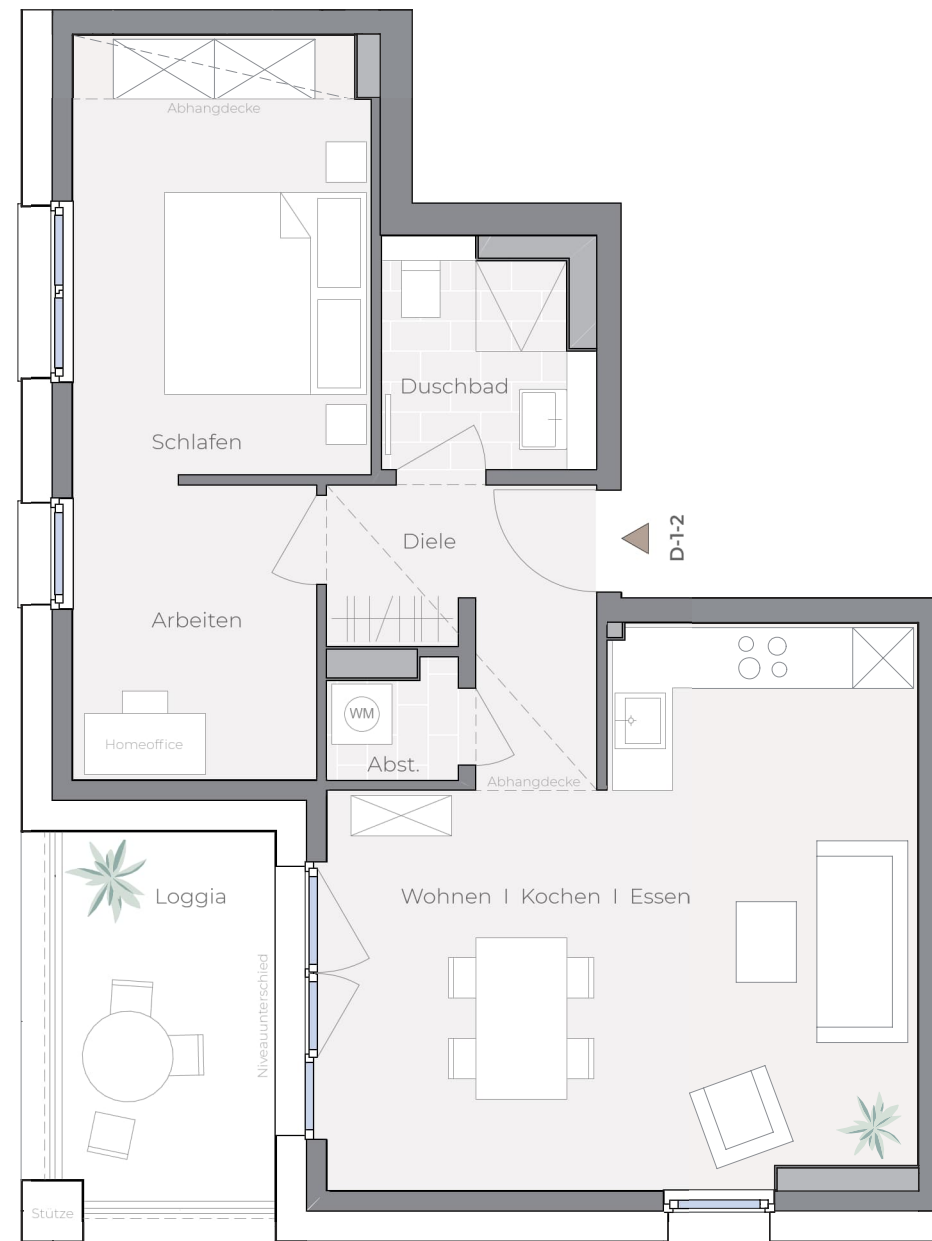 Abhangdecke
Duschbad
Schlafen
D-1-2
Diele
Arbeiten
WM
Homeoffice
Abst.
Abhangdecke
Loggia
Wohnen I Kochen I Essen
Niveauunterschied
Stütze